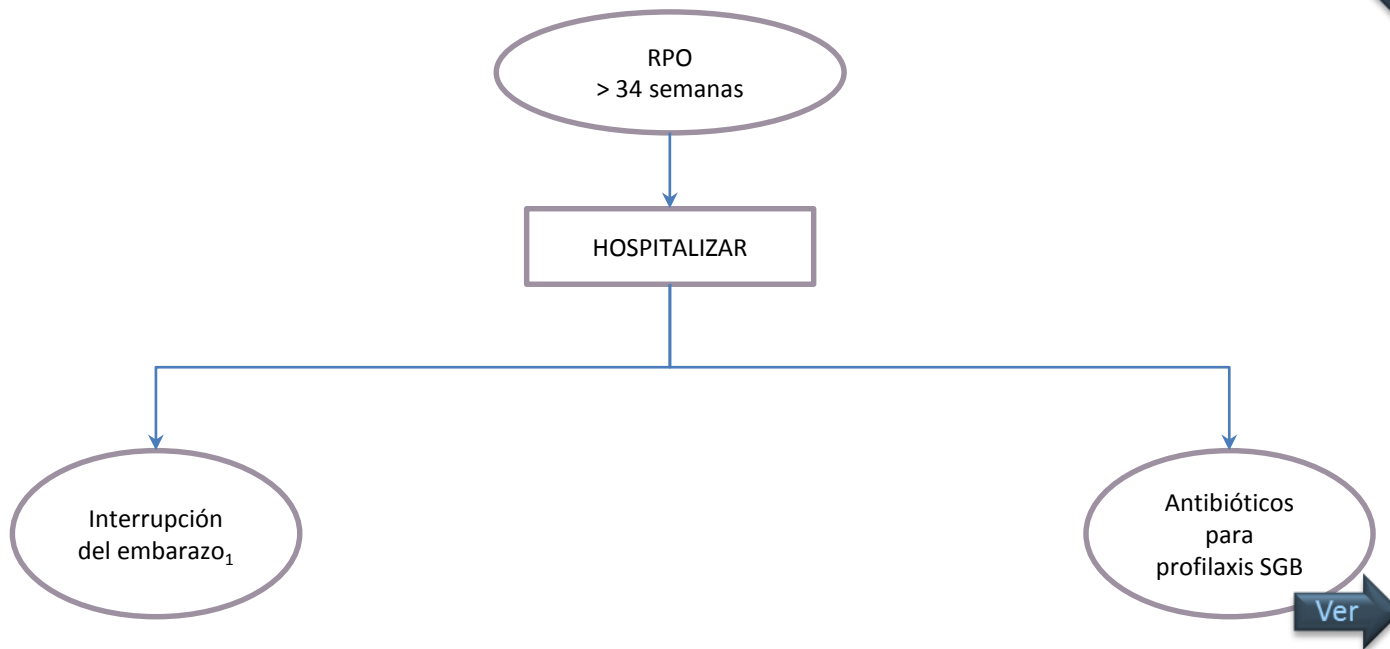 RPO
> 34 semanas
HOSPITALIZAR
Interrupción
del embarazo₁
Antibióticos
para
profilaxis SGB
Ver